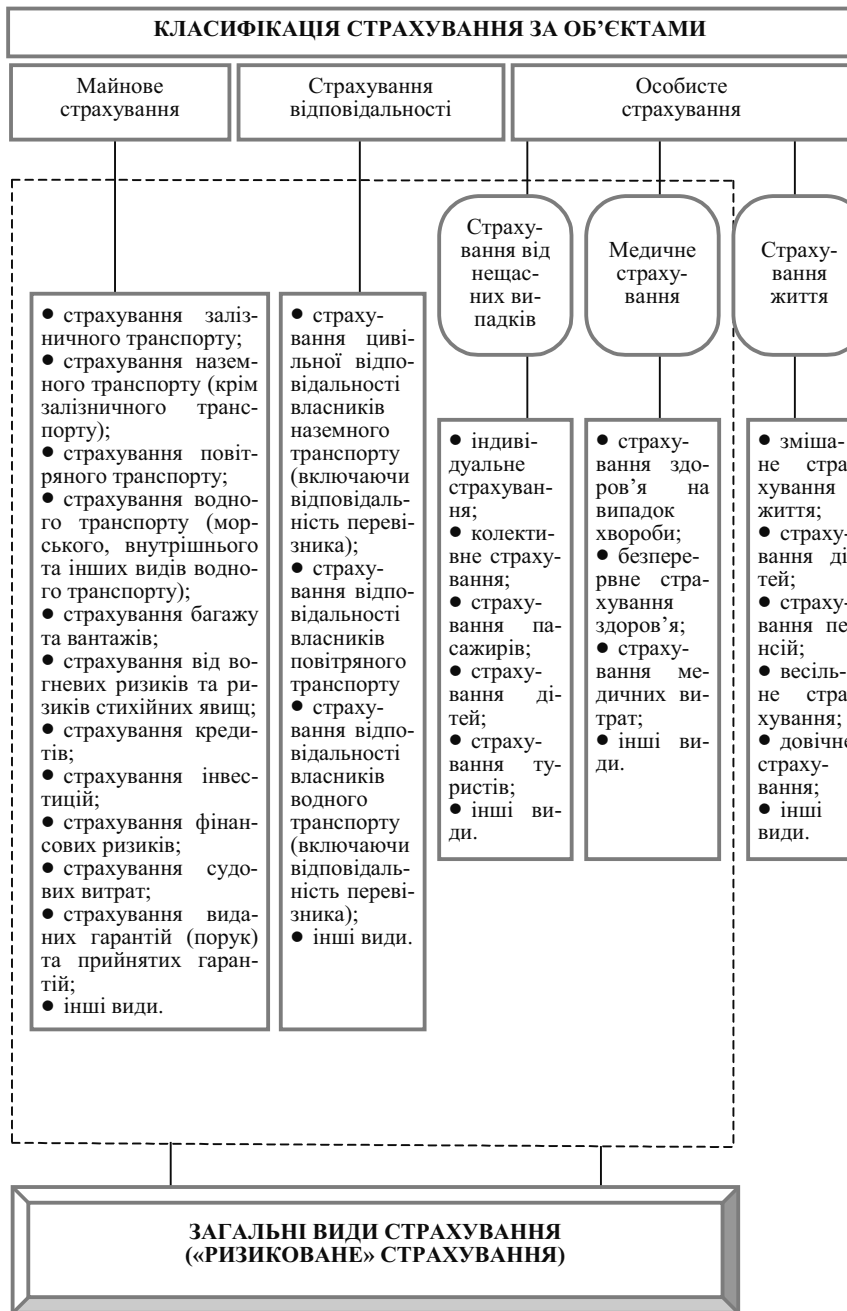 КЛАСИФІКАЦІЯ СТРАХУВАННЯ ЗА ОБ’ЄКТАМИ
Майнове
страхування
Страхування
відповідальності
Особисте
страхування
Страху-
вання від
нещас-
них ви-
падків
Медичне
страху-
вання
Страху-
вання
життя
● страхування заліз-
ничного транспорту;
● страхування назем-
ного транспорту (крім
залізничного транс-
порту);
● страхування повіт-
ряного транспорту;
● страхування водно-
го транспорту (мор-
ського, внутрішнього
та інших видів водно-
го транспорту);
● страхування багажу
та вантажів;
● страхування від во-
гневих ризиків та ри-
зиків стихійних явищ;
● страхування креди-
тів;
● страхування інвес-
тицій;
● страхування фінан-
сових ризиків;
● страхування судо-
вих витрат;
● страхування вида-
них гарантій (порук)
та прийнятих гаран-
тій;
● інші види.
● страху-
вання циві-
льної відпо-
відальності
власників
наземного
транспорту
(включаючи
відповідаль-
ність переві-
зника);
● страху-
вання відпо-
відальності
власників
повітряного
транспорту
● страху-
вання відпо-
відальності
власників
водного
транспорту
(включаючи
відповідаль-
ність переві-
зника);
● інші види.
● індиві-
дуальне
страхуван-
ня;
● колекти-
вне страху-
вання;
● страху-
вання па-
сажирів;
● страху-
вання ді-
тей;
● страху-
вання ту-
ристів;
● інші ви-
ди.
● страху-
вання здо-
ров’я на
випадок
хвороби;
● безпере-
рвне стра-
хування
здоров’я;
● страху-
вання ме-
дичних ви-
трат;
● інші ви-
ди.
● зміша-
не стра
хування
життя;
● страху-
вання ді
тей;
● страху-
вання пе
нсій;
● весіль-
не стра
хування;
● довічне
страху-
вання;
● інші
види.
ЗАГАЛЬНІ ВИДИ СТРАХУВАННЯ
(«РИЗИКОВАНЕ» СТРАХУВАННЯ)